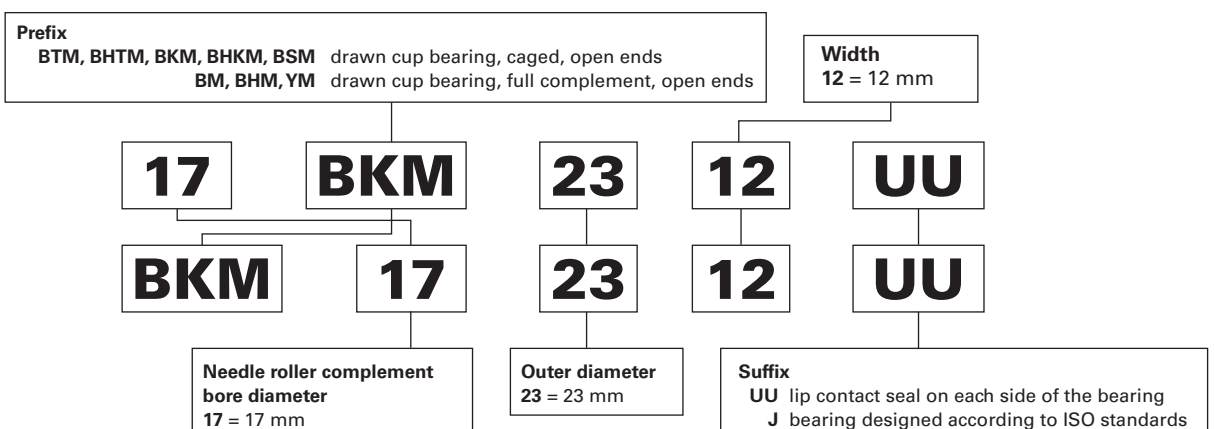 Prefix
BTM, BHTM, BKM, BHKM, BSM drawn cup bearing, caged, open ends
BM, BHM, YM drawn cup bearing, full complement, open ends
Width
12 = 12 mm
17 BKM 23 12 UU
BKM 17 23 12 UU
Needle roller complement
bore diameter
17 = 17 mm
Outer diameter
23 = 23 mm
Suffix
UU lip contact seal on each side of the bearing
J bearing designed according to ISO standards